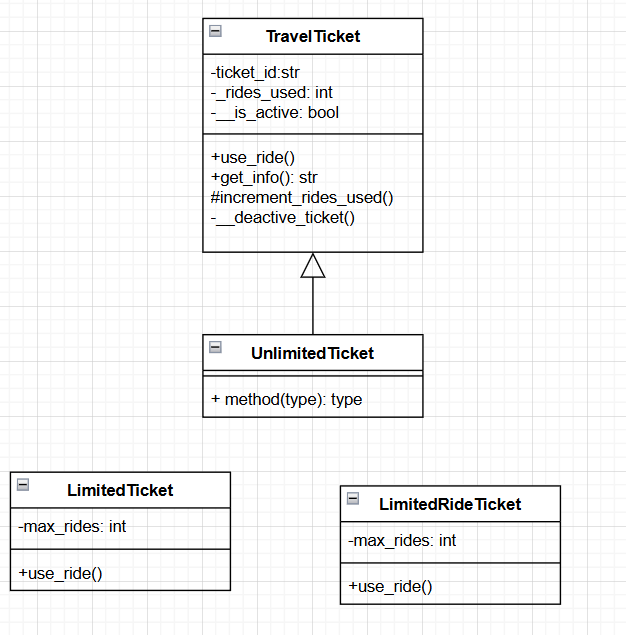 TravelTicket
-ticket_id:str
-_rides_used: int
-__is_active: bool
+use_ride()
+get_info(): str
#increment_rides_used()
-__deactive_ticket()
UnlimitedTicket
+ method(type): type
LimitedTicket
-max_rides: int
+use_ride()
LimitedRideTicket
-max_rides: int
+use_ride()